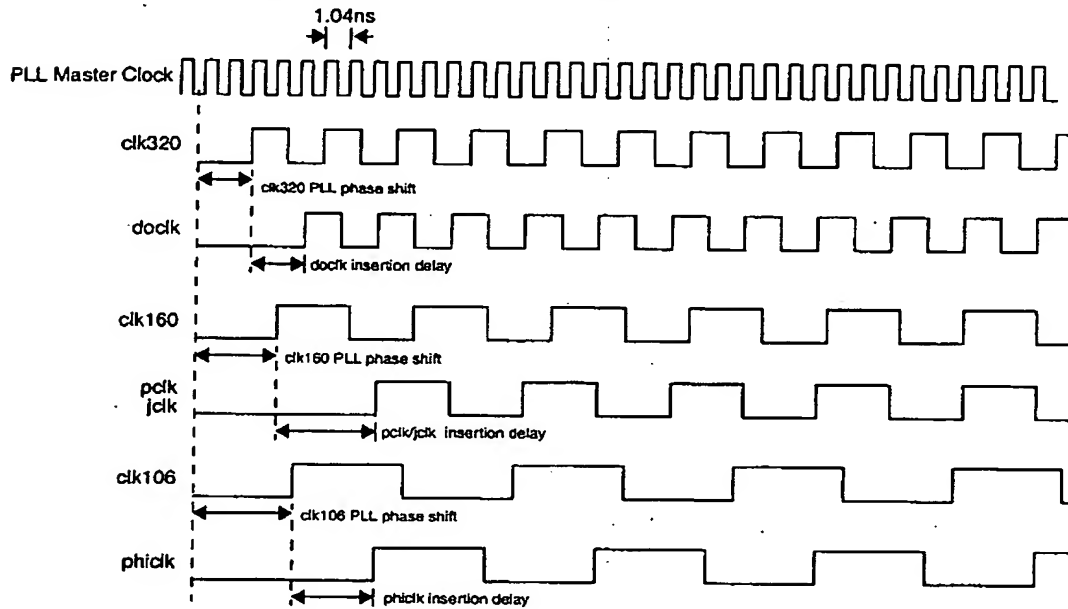 1.04ns
PLL Master Clock
clk320
clk320 PLL phase shift
doclk
doclk insertion delay
clk160
clk160 PLL phase shift
pclk
jclk
pclk/jclk insertion delay
clk106
clk106 PLL phase shift
phiclk
phiclk insertion delay